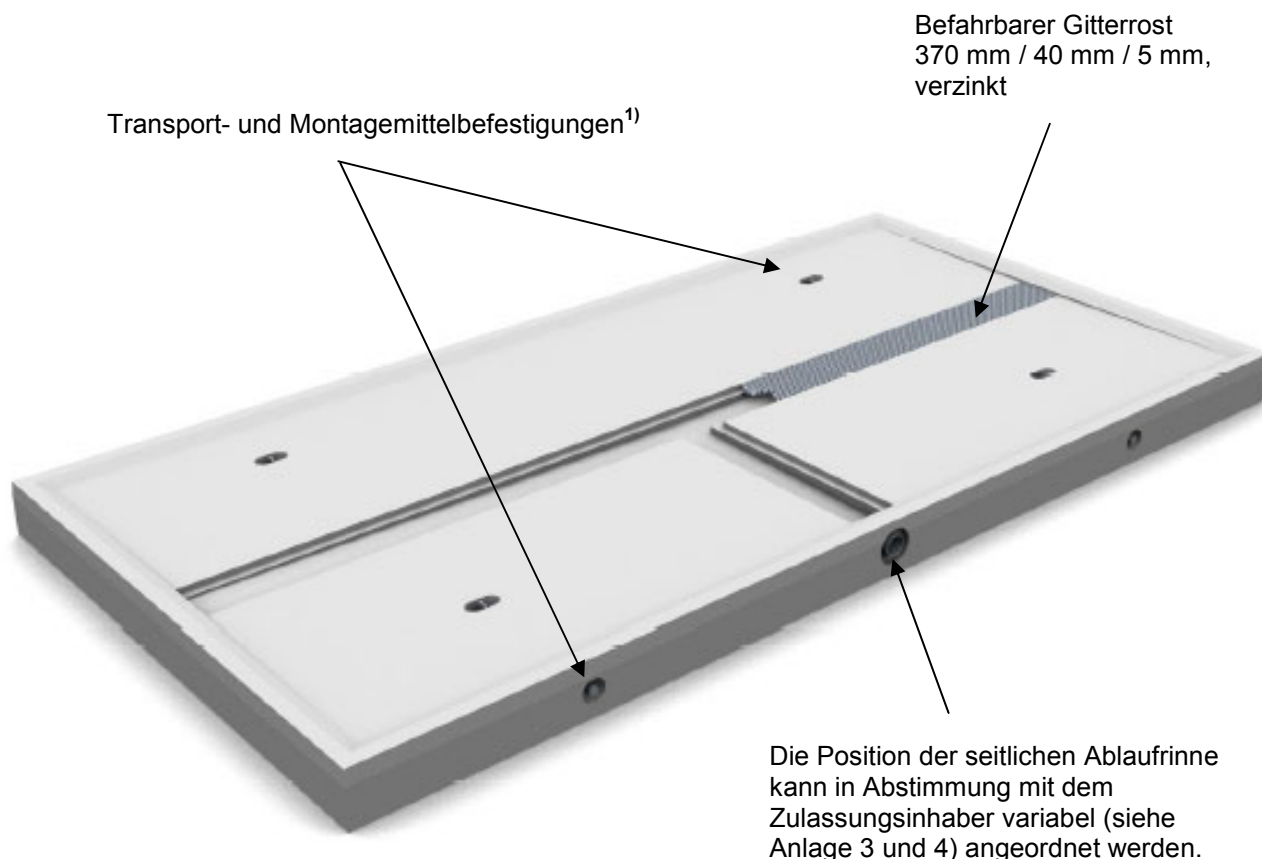 Befahrbarer Gitterrost
370 mm / 40 mm / 5 mm,
verzinkt
Transport- und Montagemittelbefestigungen¹⁾
Die Position der seitlichen Ablaufrinne
kann in Abstimmung mit dem
Zulassungsinhaber variabel (siehe
Anlage 3 und 4) angeordnet werden.